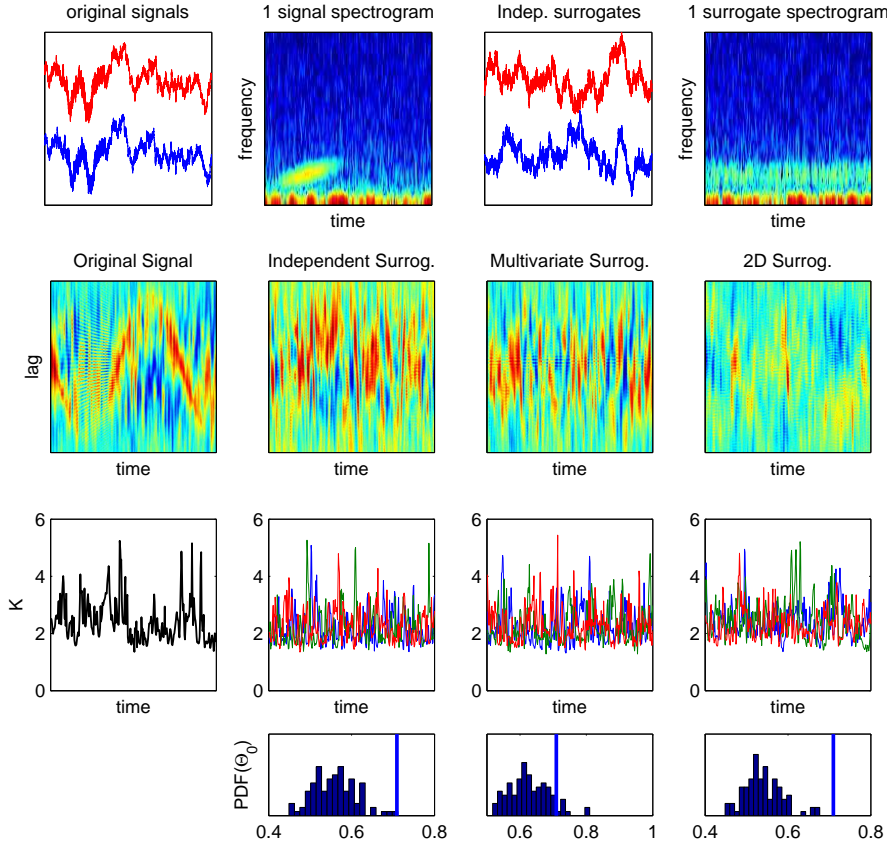 original signals
1 signal spectrogram
Indep. surrogates
1 surrogate spectrogram
frequency
frequency
time
time
Original Signal
Independent Surrog.
Multivariate Surrog.
2D Surrog.
lag
time
time
time
time
6
4
2
0
K
6
4
2
0
6
4
2
0
6
4
2
0
time
time
time
time
PDF(Θ0)
0.4 0.6 0.8
0.6 0.8 1
0.4 0.6 0.8